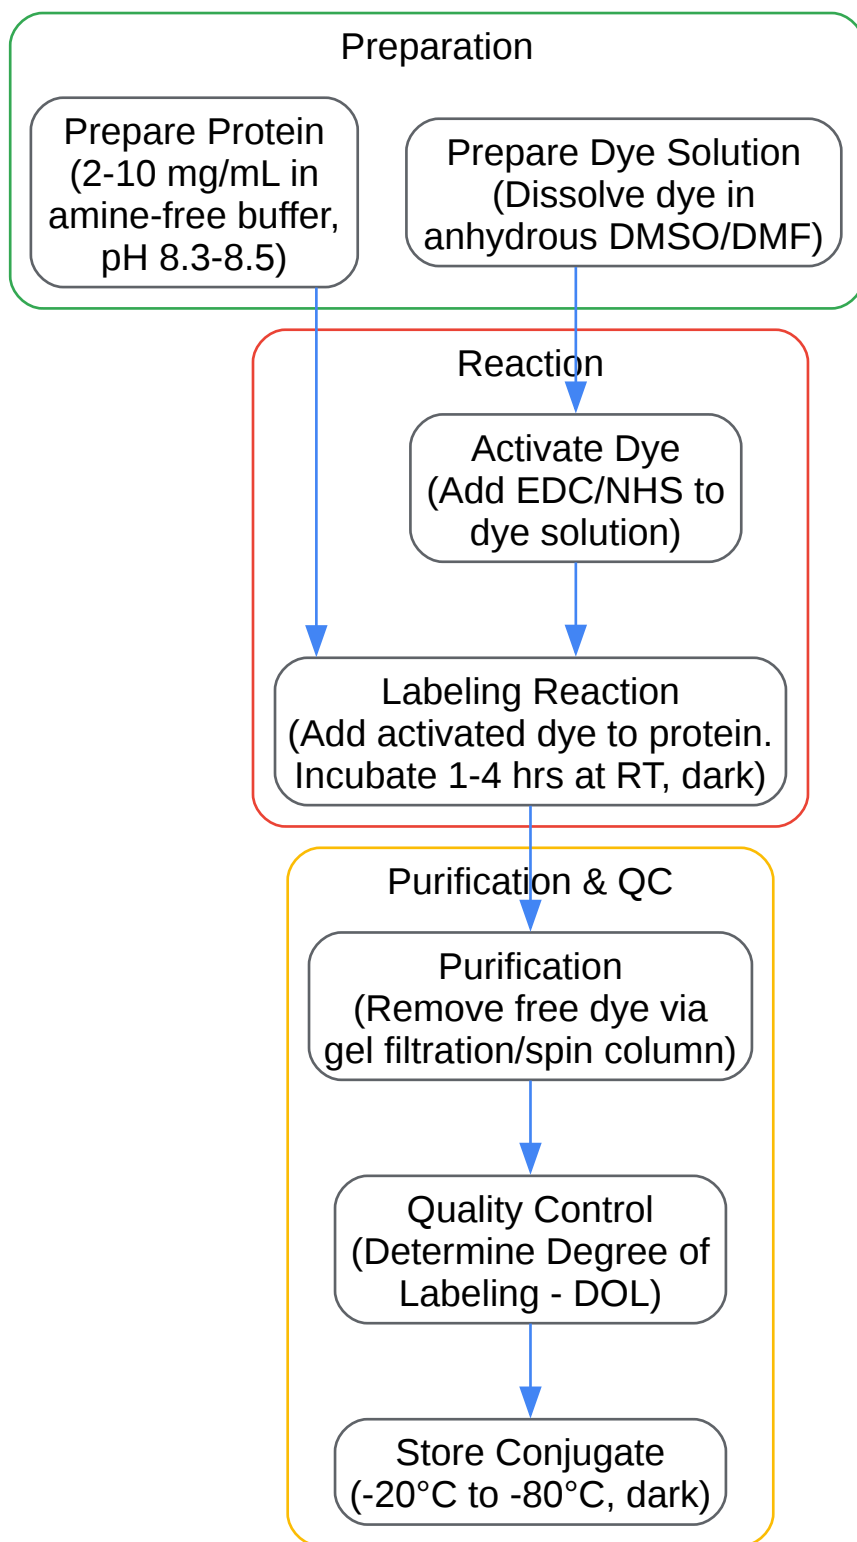 Preparation
Prepare Protein
(2-10 mg/mL in
amine-free buffer,
pH 8.3-8.5)
Prepare Dye Solution
(Dissolve dye in
anhydrous DMSO/DMF)
Reaction
Activate Dye
(Add EDC/NHS to
dye solution)
Labeling Reaction
(Add activated dye to protein.
Incubate 1-4 hrs at RT, dark)
Purification & QC
Purification
(Remove free dye via
gel filtration/spin column)
Quality Control
(Determine Degree of
Labeling - DOL)
Store Conjugate
(-20°C to -80°C, dark)